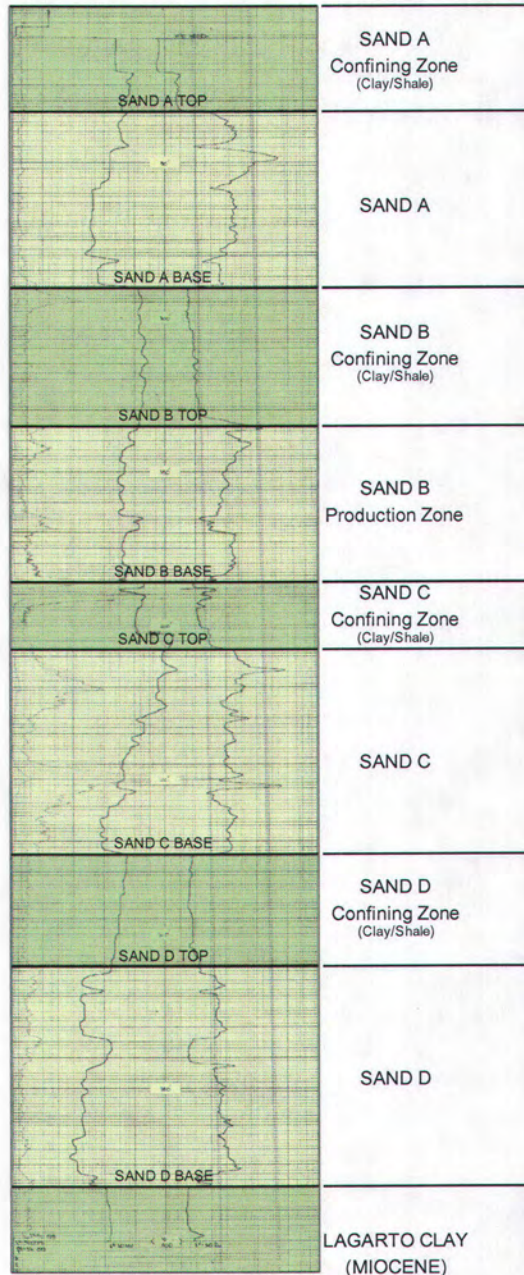 SAND A
Confining Zone
(Clay/Shale)
SAND A TOP
SAND A
SAND A BASE
SAND B
Confining Zone
(Clay/Shale)
SAND B TOP
SAND B
Production Zone
SAND B BASE
SAND C
Confining Zone
(Clay/Shale)
SAND C TOP
SAND C
SAND C BASE
SAND D
Confining Zone
(Clay/Shale)
SAND D TOP
SAND D
SAND D BASE
LAGARTO CLAY
(MIOCENE)